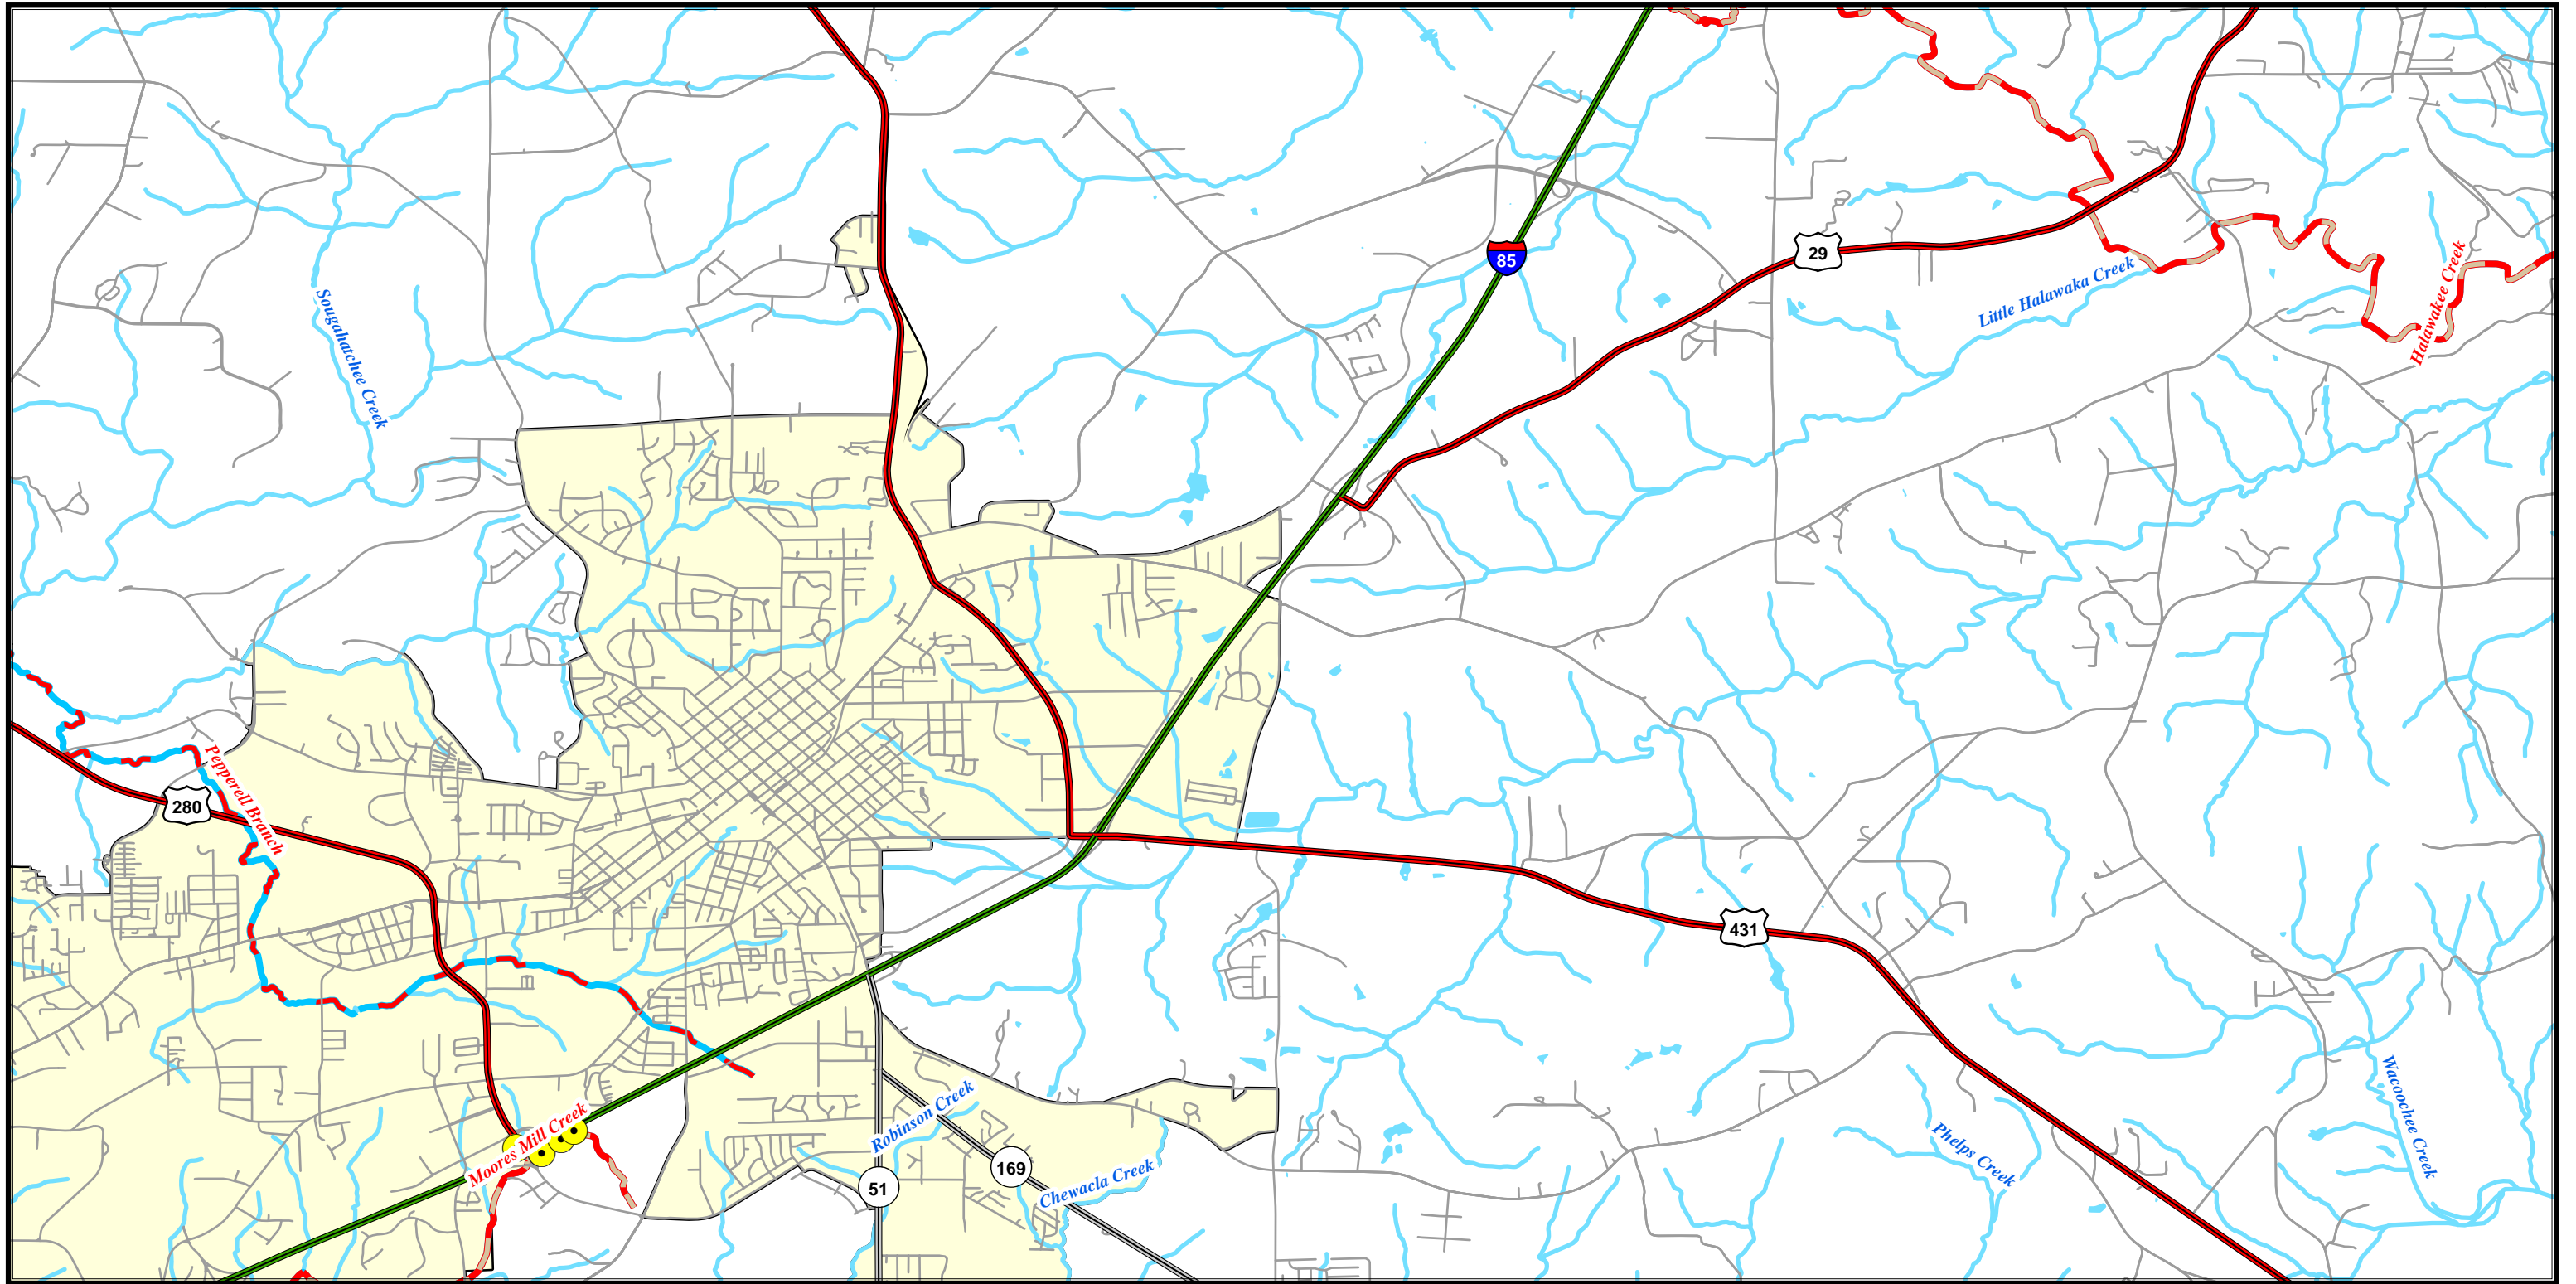 85
29
Little Halawaka Creek
Halawakee Creek
Sougahatchee Creek
Pepperell Branch
280
431
Moores Mill Creek
Robinson Creek
169
51
Chewacla Creek
Phelps Creek
Wacoochee Creek